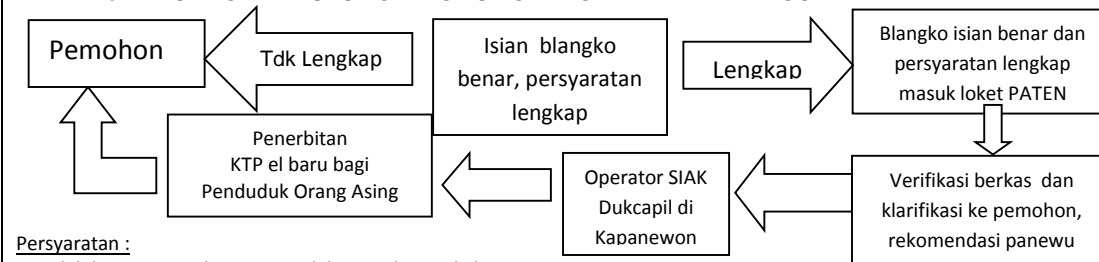 Pemohon
Tdk Lengkap
Isian blangko
benar, persyaratan
lengkap
Lengkap
Blangko isian benar dan
persyaratan lengkap
masuk loket PATEN
Penerbitan
KTP el baru bagi
Penduduk Orang Asing
Operator SIAK
Dukcapil di
Kapanewon
Verifikasi berkas dan
klarifikasi ke pemohon,
rekomendasi panewu
Persyaratan :